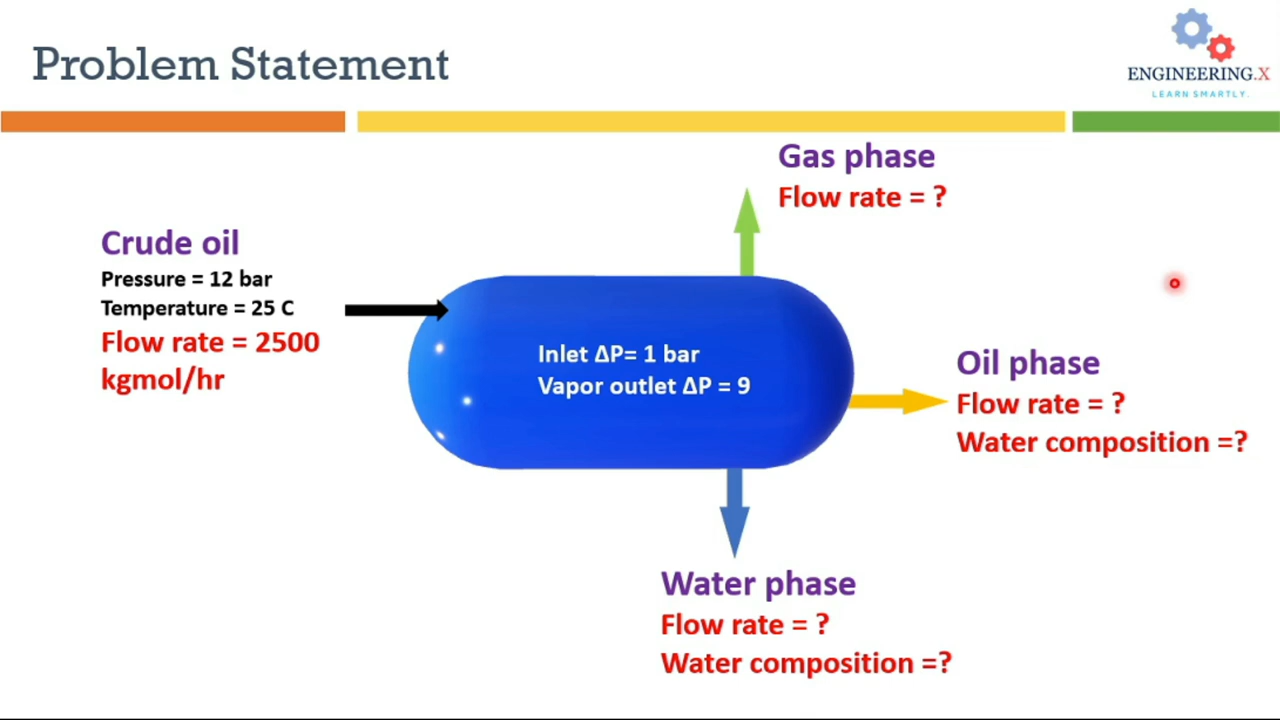 Problem Statement
ENGINEERING.X
LEARN SMARTLY.
Gas phase
Flow rate = ?
Crude oil
Pressure = 12 bar
Temperature = 25 C
Flow rate = 2500
kgmol/hr
Inlet ΔP= 1 bar
Vapor outlet ΔP = 9
Oil phase
Flow rate = ?
Water composition =?
Water phase
Flow rate = ?
Water composition =?